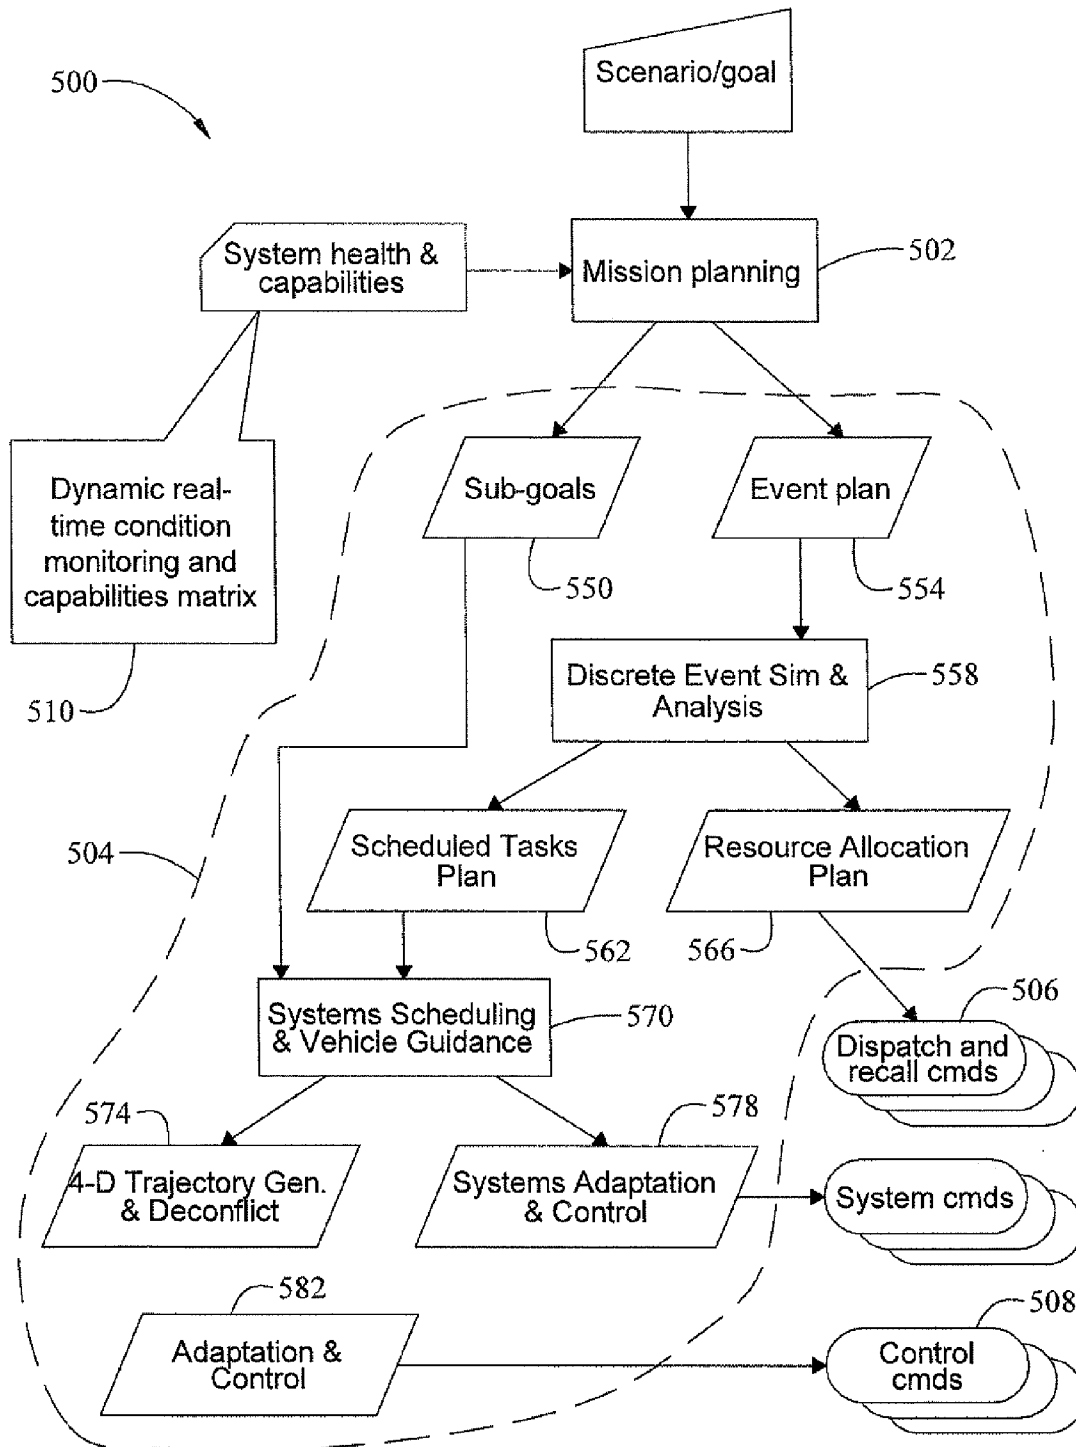 Scenario/goal
500
System health &
capabilities
Mission planning
502
Dynamic real-
time condition
monitoring and
capabilities matrix
510
Sub-goals
550
Event plan
554
Discrete Event Sim &
Analysis
558
504
Scheduled Tasks
Plan
562
Resource Allocation
Plan
566
Systems Scheduling
& Vehicle Guidance
570
506
Dispatch and
recall cmds
574
4-D Trajectory Gen.
& Deconflict
578
Systems Adaptation
& Control
System cmds
582
Adaptation &
Control
508
Control
cmds